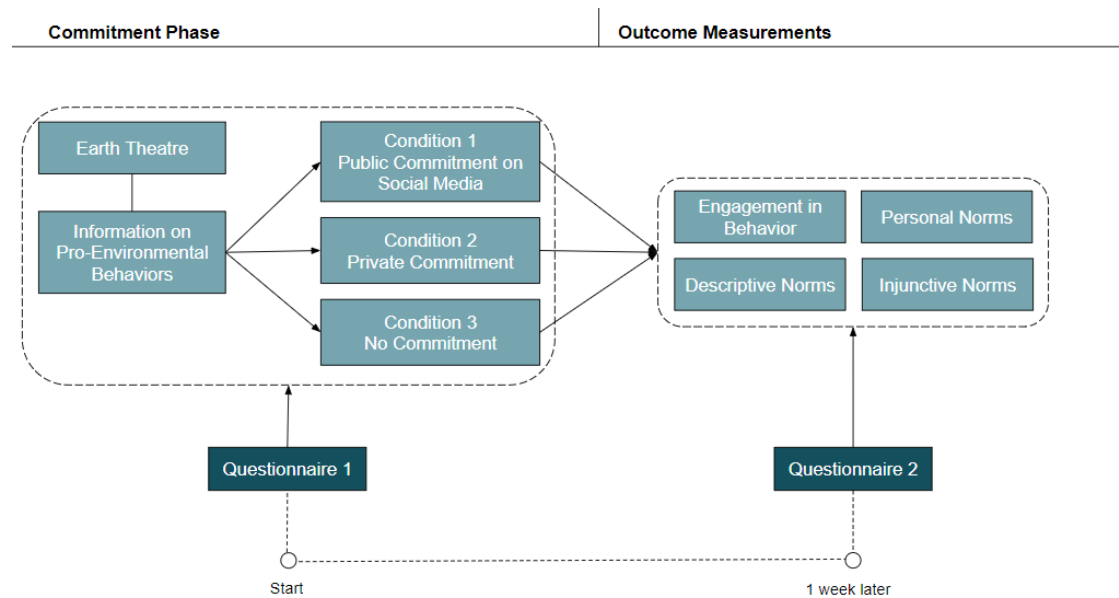 Commitment Phase
Outcome Measurements
Earth Theatre
Information on
Pro-Environmental
Behaviors
Condition 1
Public Commitment on
Social Media
Condition 2
Private Commitment
Condition 3
No Commitment
Engagement in
Behavior
Personal Norms
Descriptive Norms
Injunctive Norms
Questionnaire 1
Questionnaire 2
Start
1 week later